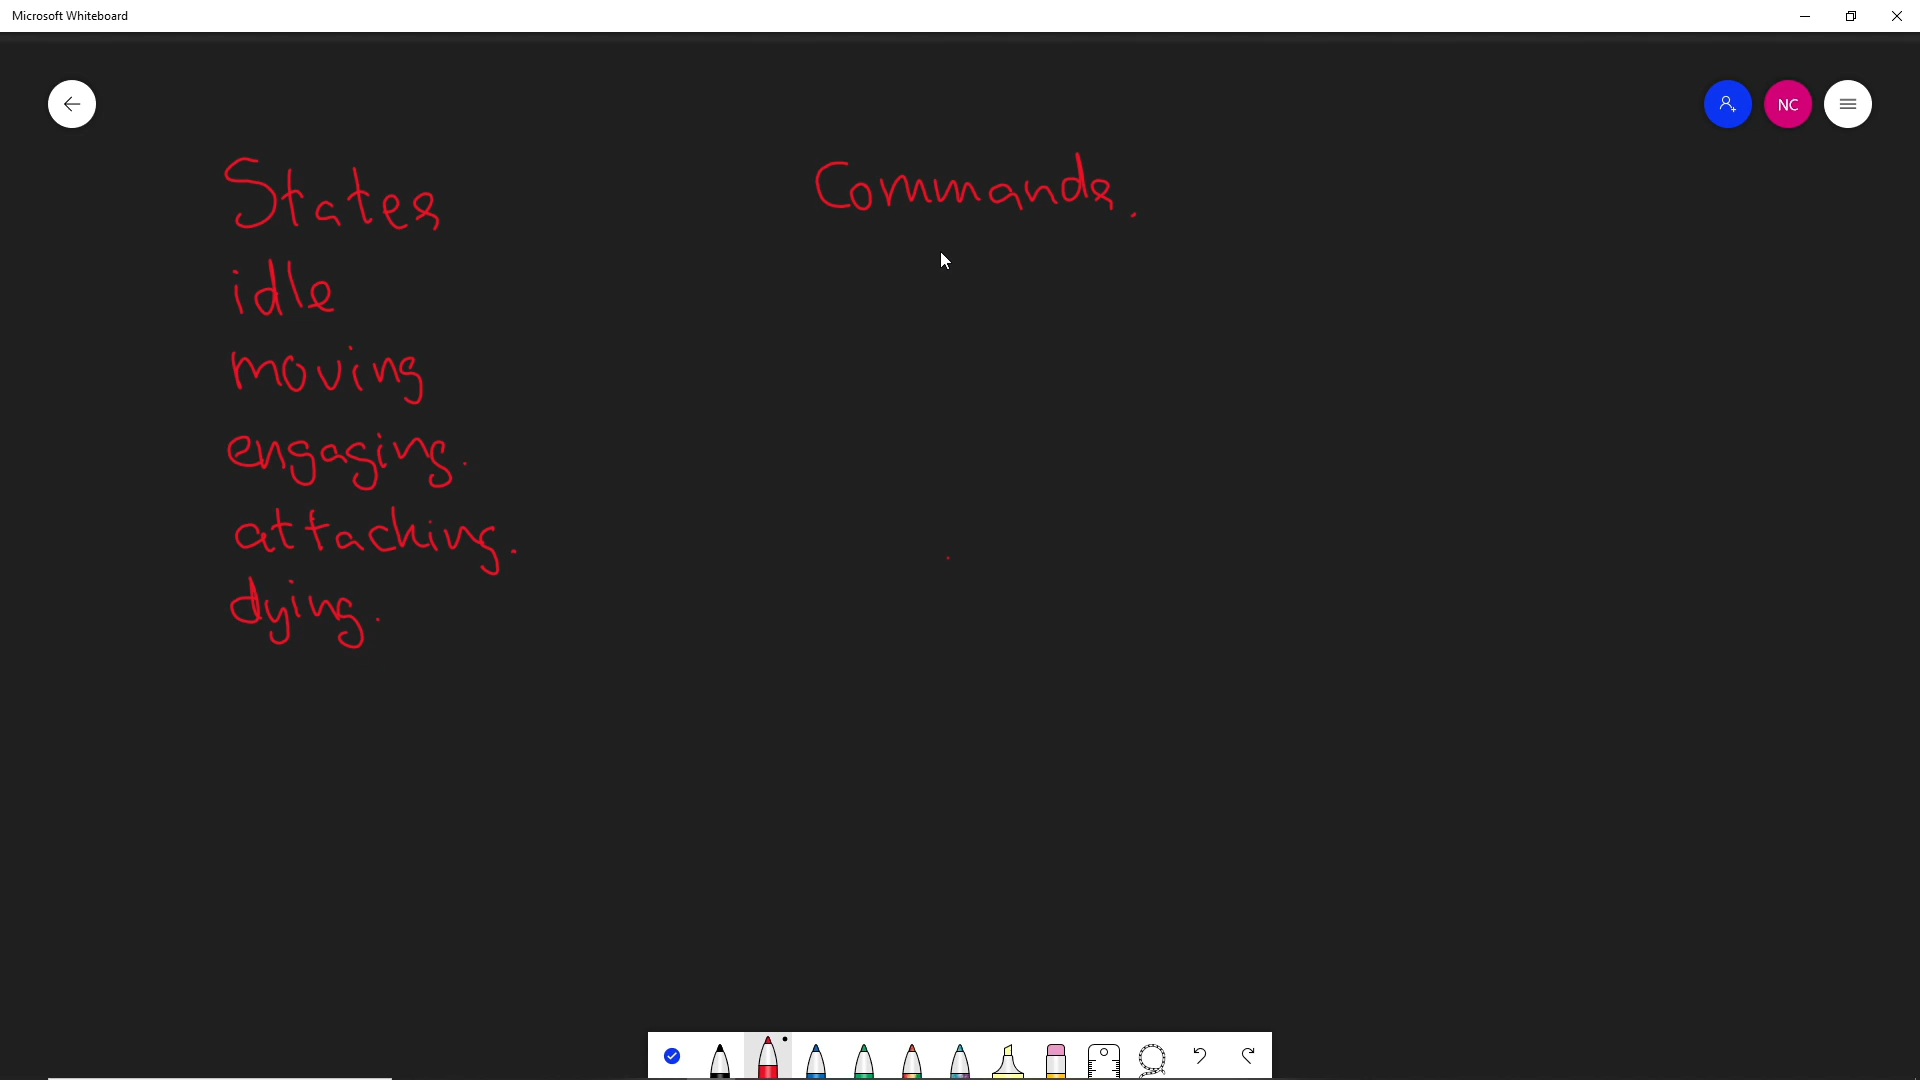 Microsoft Whiteboard
NC
States
Commands.
idle
moving
engaging.
attacking.
dying.